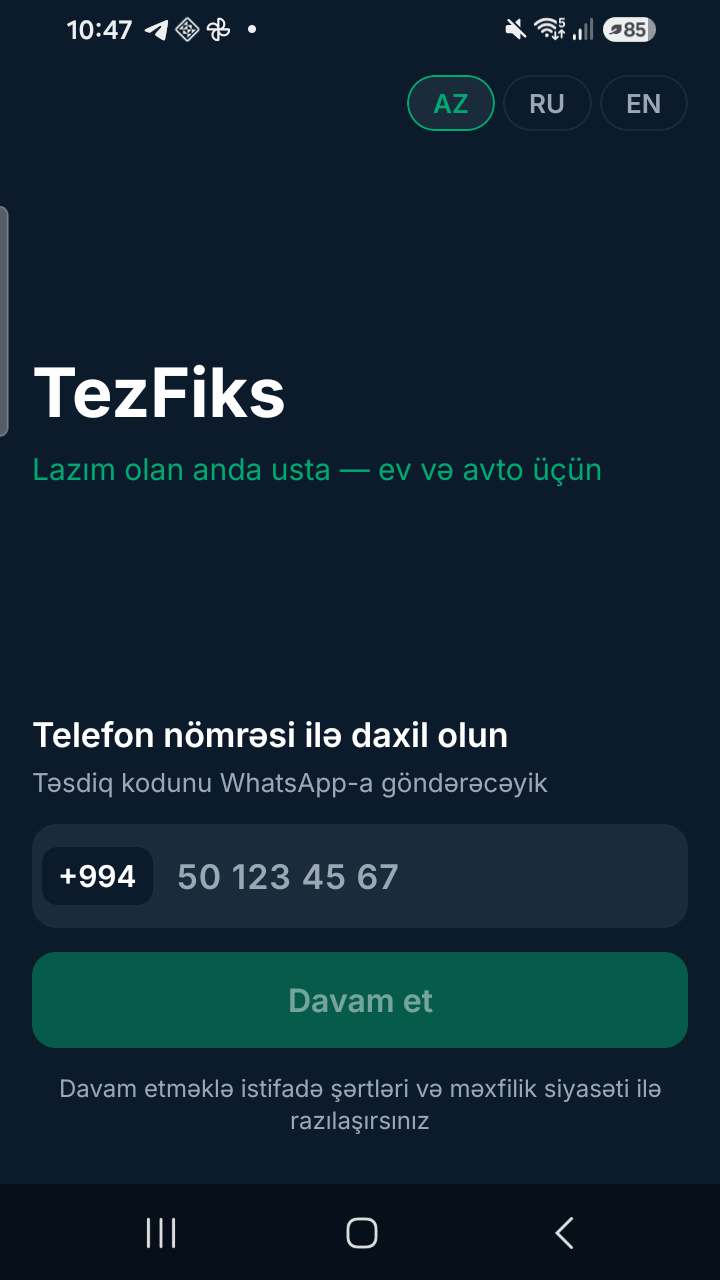 10:47
5
85
AZ
RU
EN
TezFiks
Lazım olan anda usta — ev və avto üçün
Telefon nömrəsi ilə daxil olun
Təsdiq kodunu WhatsApp-a göndərəcəyik
+994 50 123 45 67
Davam et
Davam etməklə istifadə şərtləri və məxfilik siyasəti ilə
razılaşırsınız